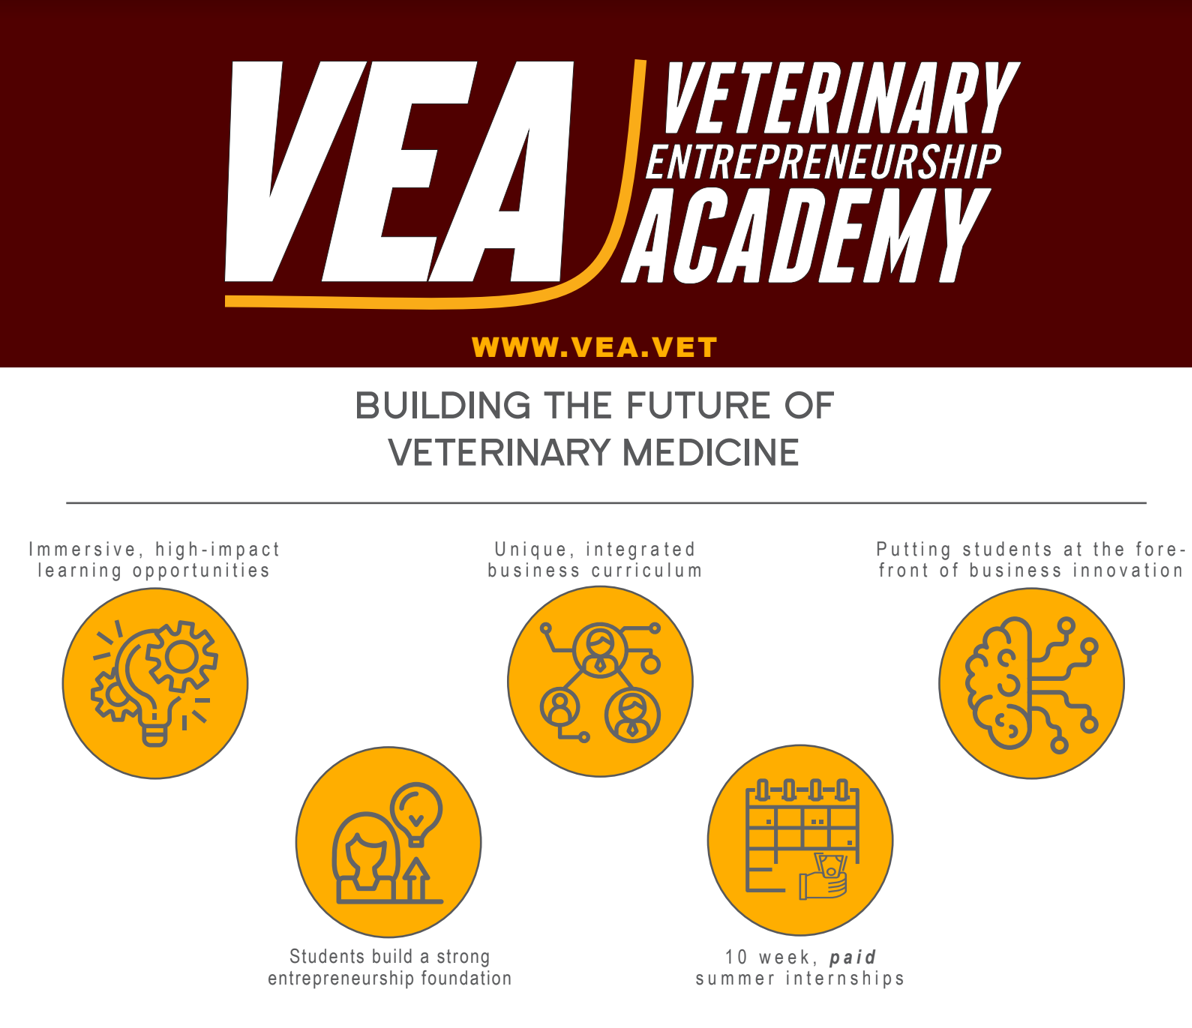 VEA
VETERINARY
ENTREPRENEURSHIP
ACADEMY
WWW.VEA.VET
BUILDING THE FUTURE OF
VETERINARY MEDICINE
Immersive, high-impact
learning opportunities
Unique, integrated
business curriculum
Putting students at the fore-
front of business innovation
Students build a strong
entrepreneurship foundation
10 week, paid
summer internships